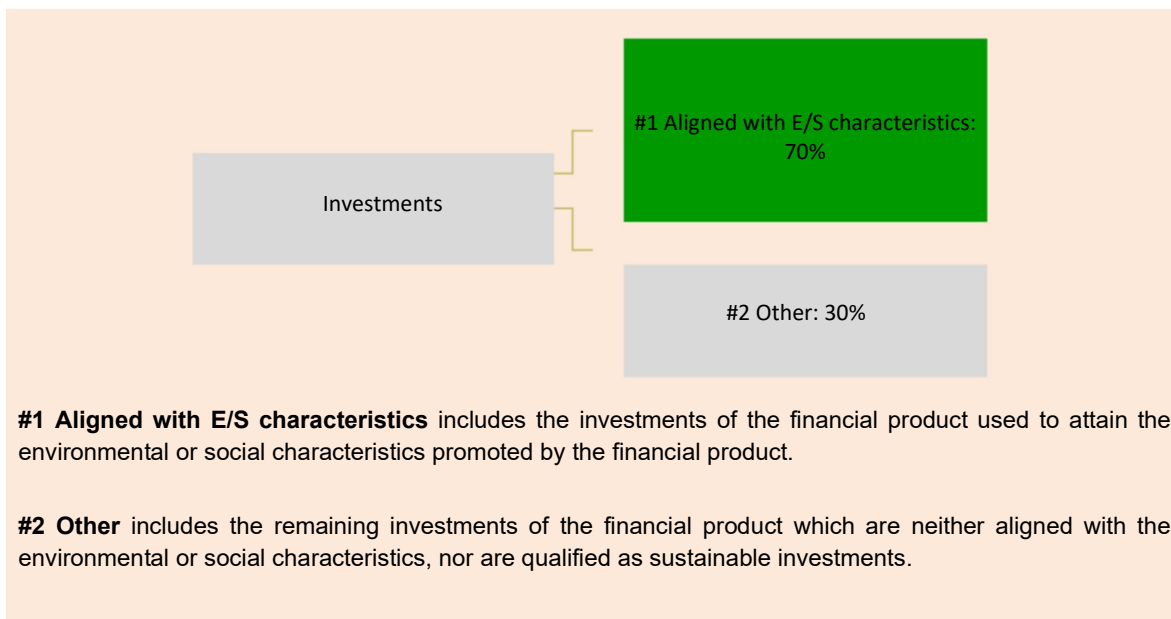 #1 Aligned with E/S characteristics:
70%
Investments
#2 Other: 30%
#1 Aligned with E/S characteristics includes the investments of the financial product used to attain the
environmental or social characteristics promoted by the financial product.
#2 Other includes the remaining investments of the financial product which are neither aligned with the
environmental or social characteristics, nor are qualified as sustainable investments.